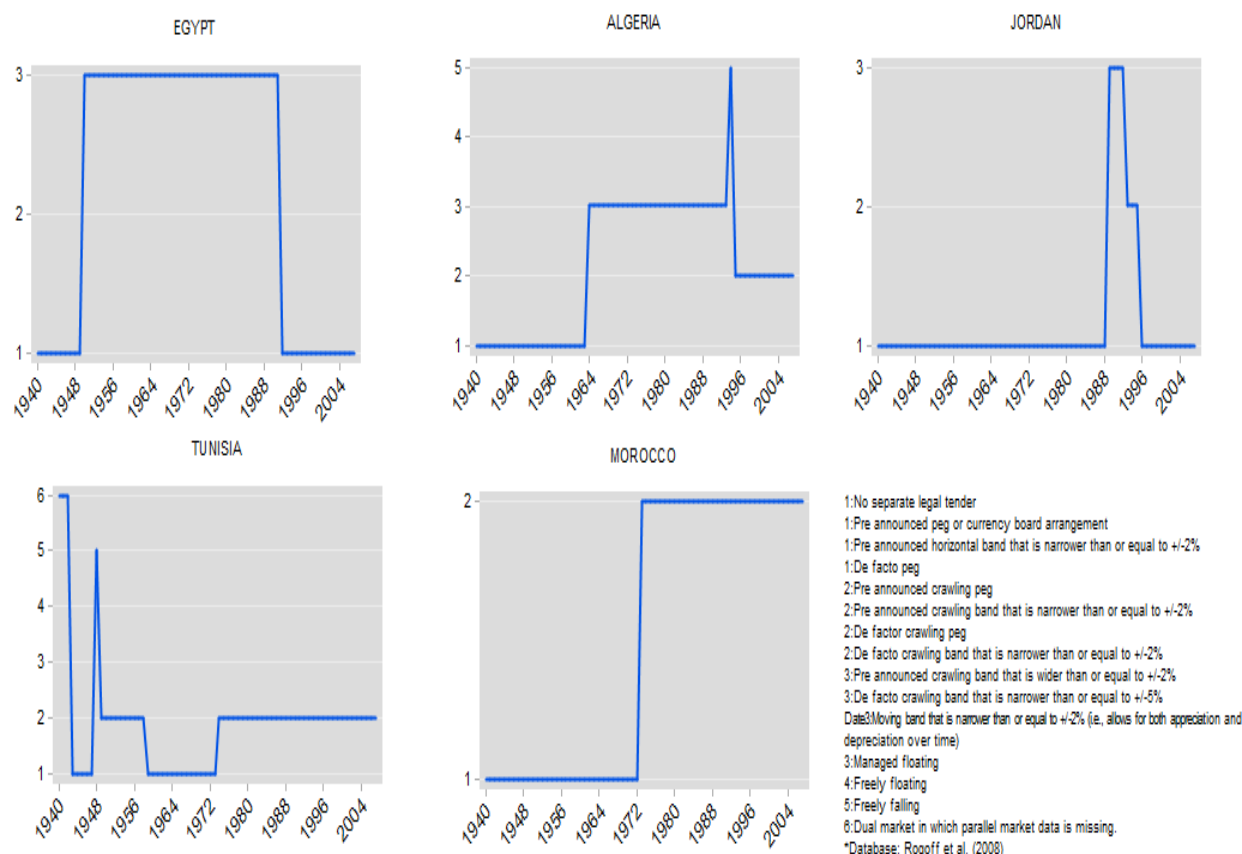 EGYPT
3
2
1
1940 1948 1956 1964 1972 1980 1988 1996 2004
ALGERIA
5
4
3
2
1
1940 1948 1956 1964 1972 1980 1988 1996 2004
JORDAN
3
2
1
1940 1948 1956 1964 1972 1980 1988 1996 2004
TUNISIA
6
5
4
3
2
1
1940 1948 1956 1964 1972 1980 1988 1996 2004
MOROCCO
2
1
1940 1948 1956 1964 1972 1980 1988 1996 2004
1:No separate legal tender
1:Pre announced peg or currency board arrangement
1:Pre announced horizontal band that is narrower than or equal to +/-2%
1:De facto peg
2:Pre announced crawling peg
2:Pre announced crawling band that is narrower than or equal to +/-2%
2:De factor crawling peg
2:De facto crawling band that is narrower than or equal to +/-2%
3:Pre announced crawling band that is wider than or equal to +/-2%
3:De facto crawling band that is narrower than or equal to +/-5%
Date3:Moving band that is narrower than or equal to +/-2% (i.e., allows for both appreciation and
depreciation over time)
3:Managed floating
4:Freely floating
5:Freely falling
6:Dual market in which parallel market data is missing.
*Database: Rogoff et al. (2008)